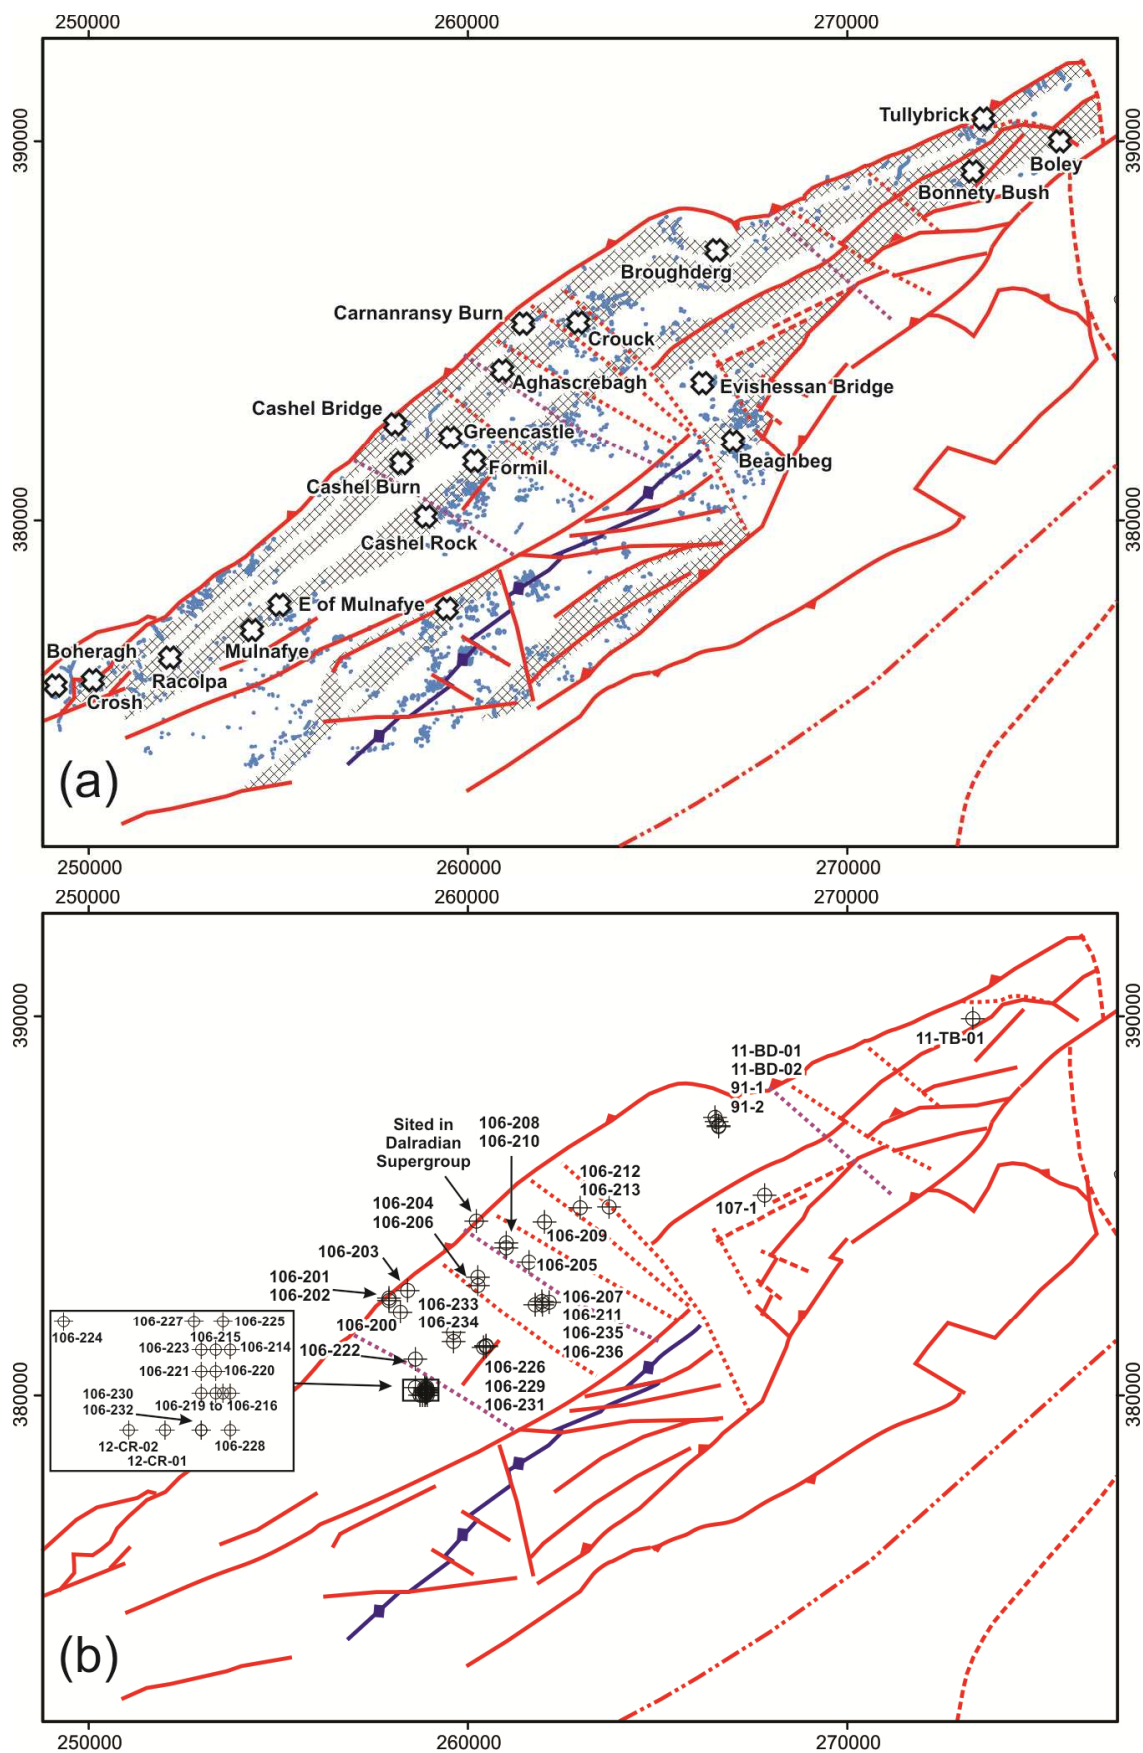 250000
260000
270000
390000
390000
Tullybrick
Boley
Bonnety Bush
Broughderg
Carnanransy Burn
Crouck
Aghascrebagh
Evishessan Bridge
Cashel Bridge
Greencastle
Beaghbeg
Formil
Cashel Burn
380000
380000
Cashel Rock
E of Mulnafye
Mulnafye
Boheragh
Racolpa
Crosh
(a)
250000
260000
270000
250000
260000
270000
390000
390000
11-TB-01
11-BD-01
11-BD-02
91-1
91-2
Sited in
Dalradian
Supergroup
106-208
106-210
106-212
106-213
107-1
106-204
106-206
106-209
106-203
106-205
106-201
106-202
106-233
106-234
106-207
106-211
106-235
106-236
106-200
106-222
106-226
106-229
106-231
380000
380000
106-224
106-227
106-225
106-215
106-223
106-214
106-221
106-220
106-230
106-232
106-219 to 106-216
12-CR-02
12-CR-01
106-228
(b)
250000
260000
270000